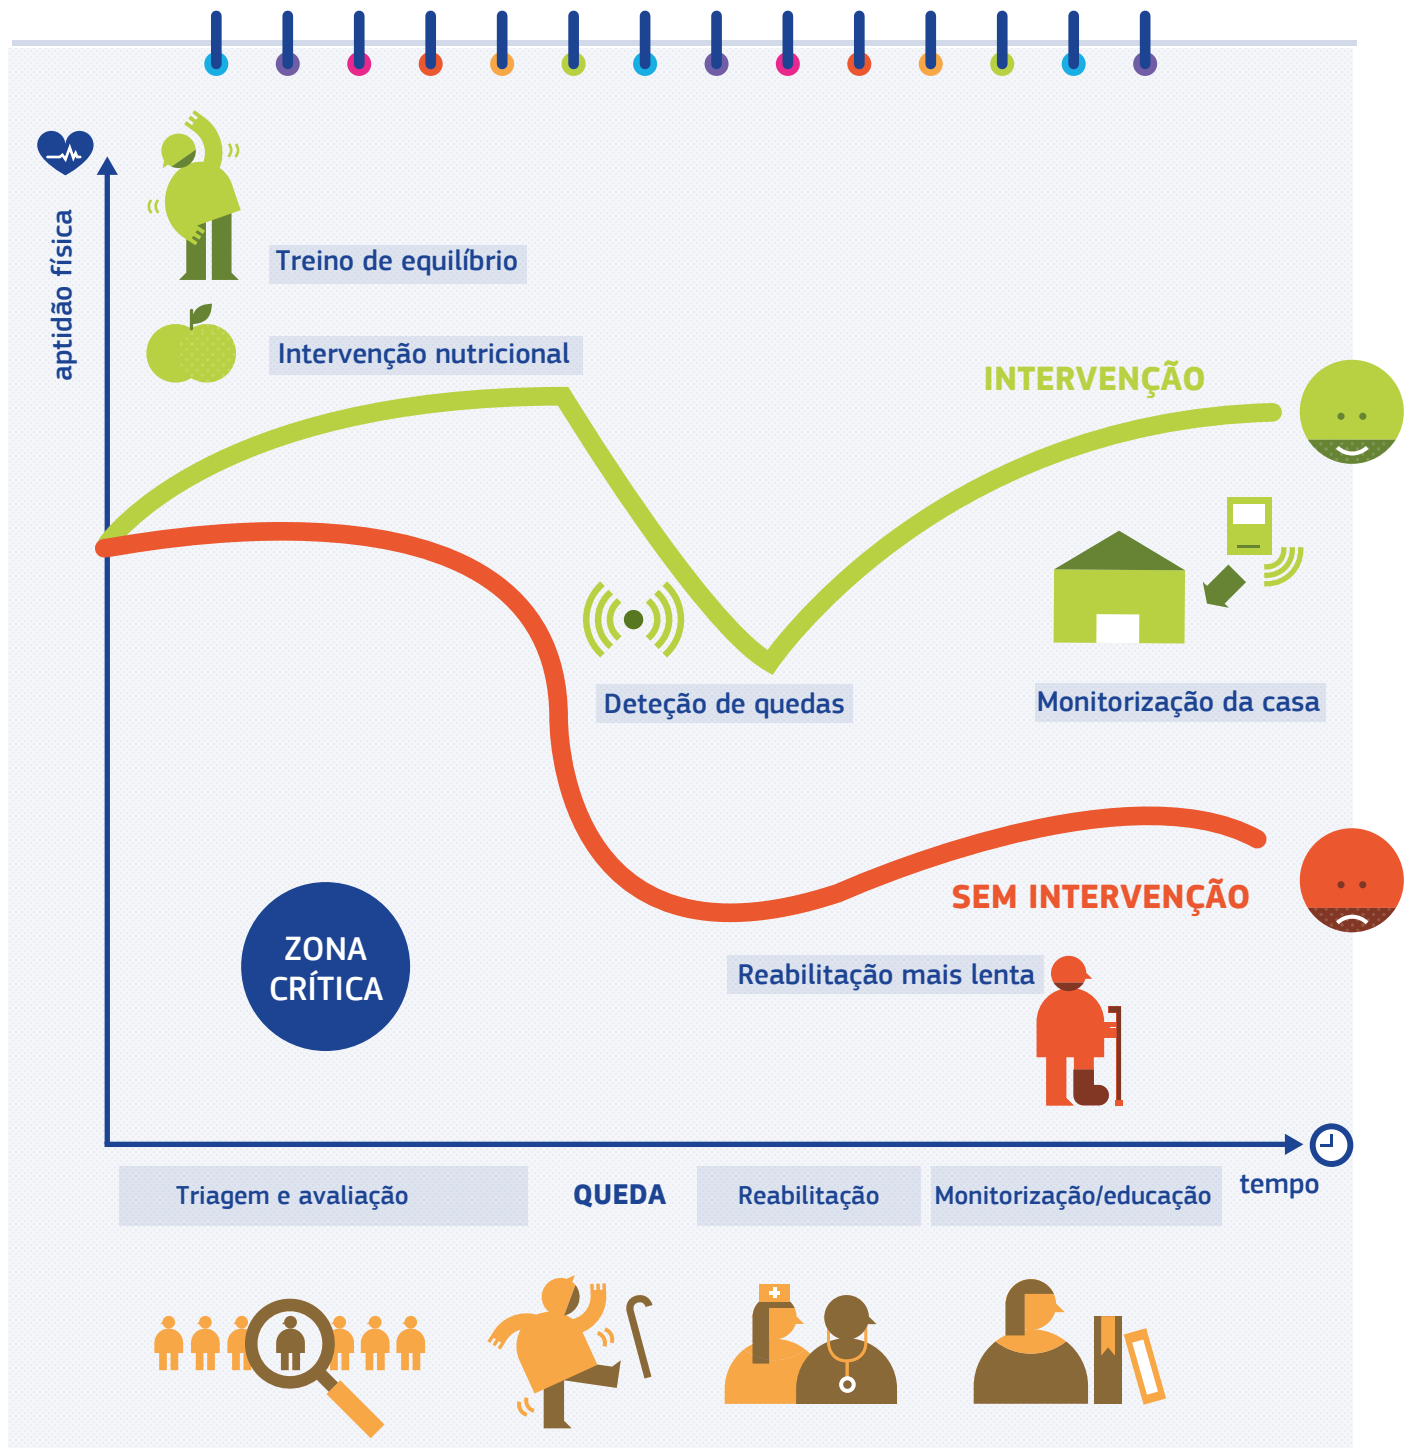 aptidão física
Treino de equilíbrio
Intervenção nutricional
INTERVENÇÃO
Deteção de quedas
Monitorização da casa
SEM INTERVENÇÃO
ZONA
CRÍTICA
Reabilitação mais lenta
Triagem e avaliação
QUEDA
Reabilitação
Monitorização/educação
tempo